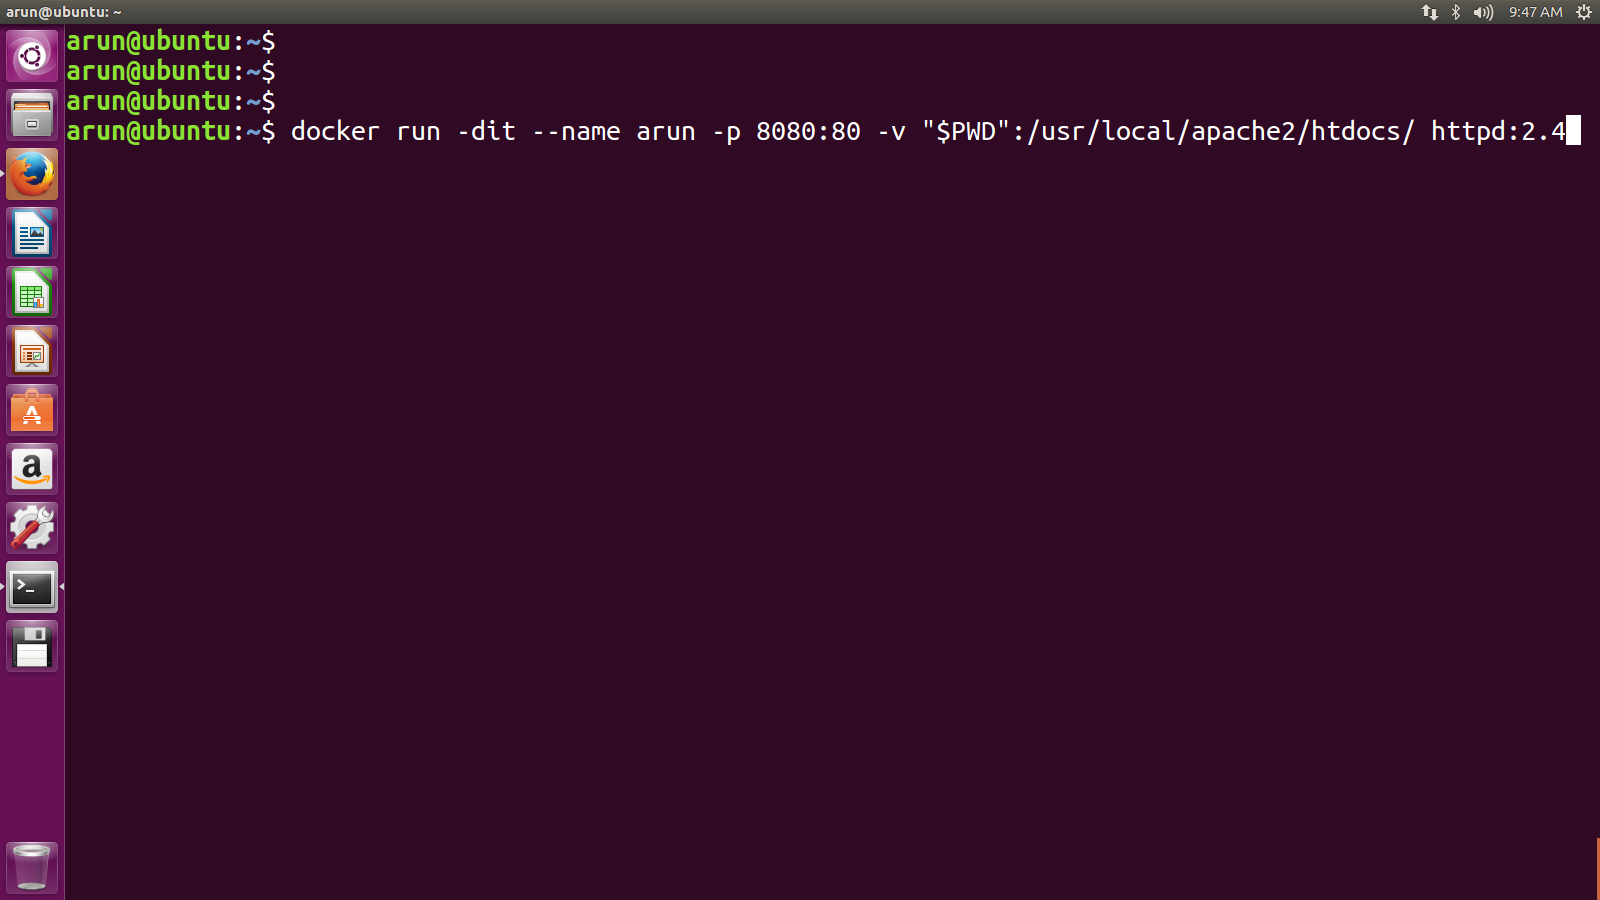 arun@ubuntu: ~
9:47 AM
arun@ubuntu:~$
arun@ubuntu:~$
arun@ubuntu:~$
arun@ubuntu:~$ docker run -dit --name arun -p 8080:80 -v "$PWD":/usr/local/apache2/htdocs/ httpd:2.4